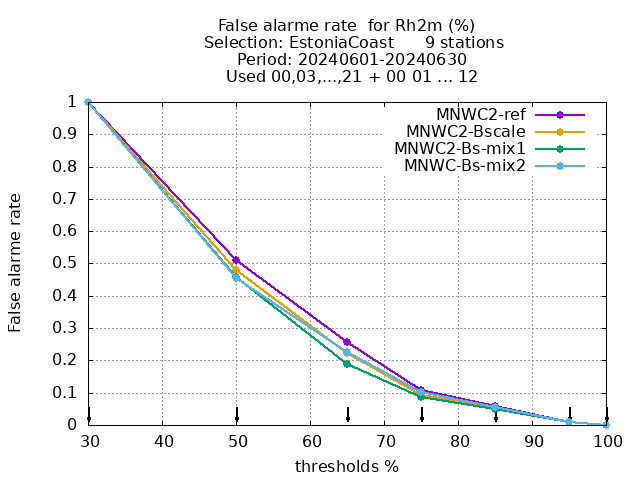 False alarme rate  for Rh2m (%)
Selection: EstoniaCoast      9 stations
Period: 20240601-20240630
Used 00,03,...,21 + 00 01 ... 12
MNWC2-ref
MNWC2-Bscale
MNWC2-Bs-mix1
MNWC-Bs-mix2
False alarme rate
1
0.9
0.8
0.7
0.6
0.5
0.4
0.3
0.2
0.1
0
30 40 50 60 70 80 90 100
thresholds %